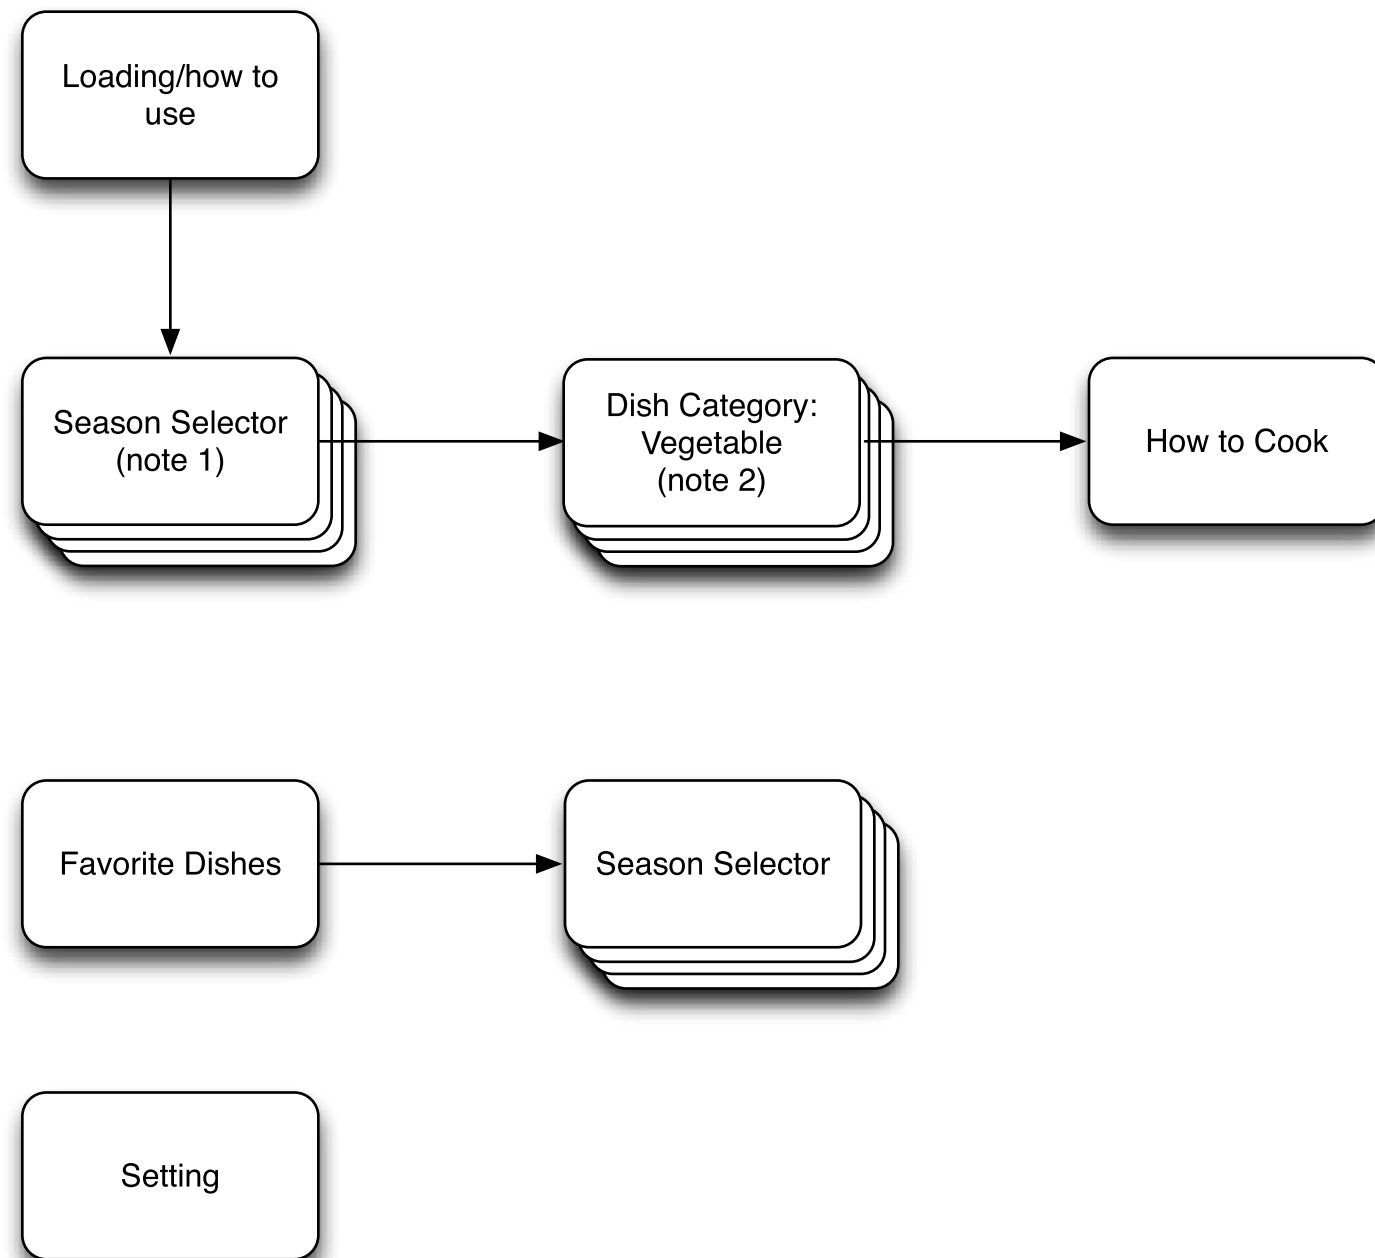 Loading/how to
use
Season Selector
(note 1)
Dish Category:
Vegetable
(note 2)
How to Cook
Favorite Dishes
Season Selector
Setting